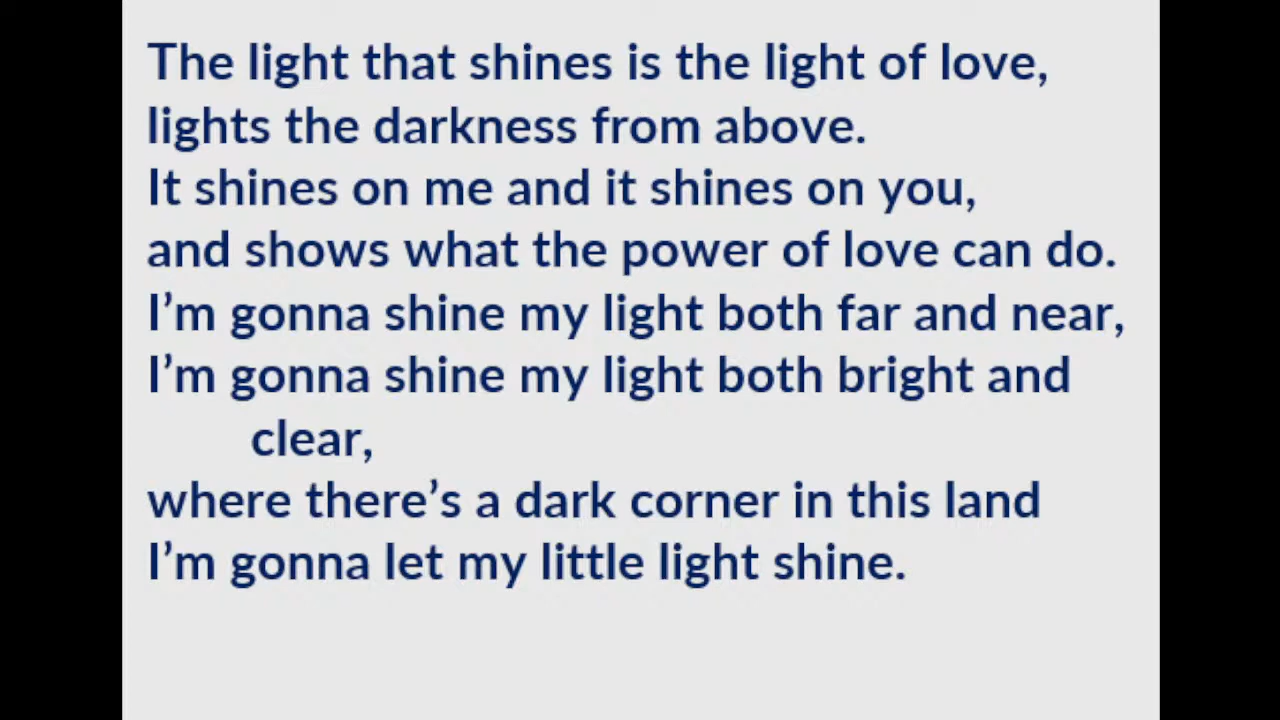 The light that shines is the light of love,
lights the darkness from above.
It shines on me and it shines on you,
and shows what the power of love can do.
I’m gonna shine my light both far and near,
I’m gonna shine my light both bright and
clear,
where there’s a dark corner in this land
I’m gonna let my little light shine.